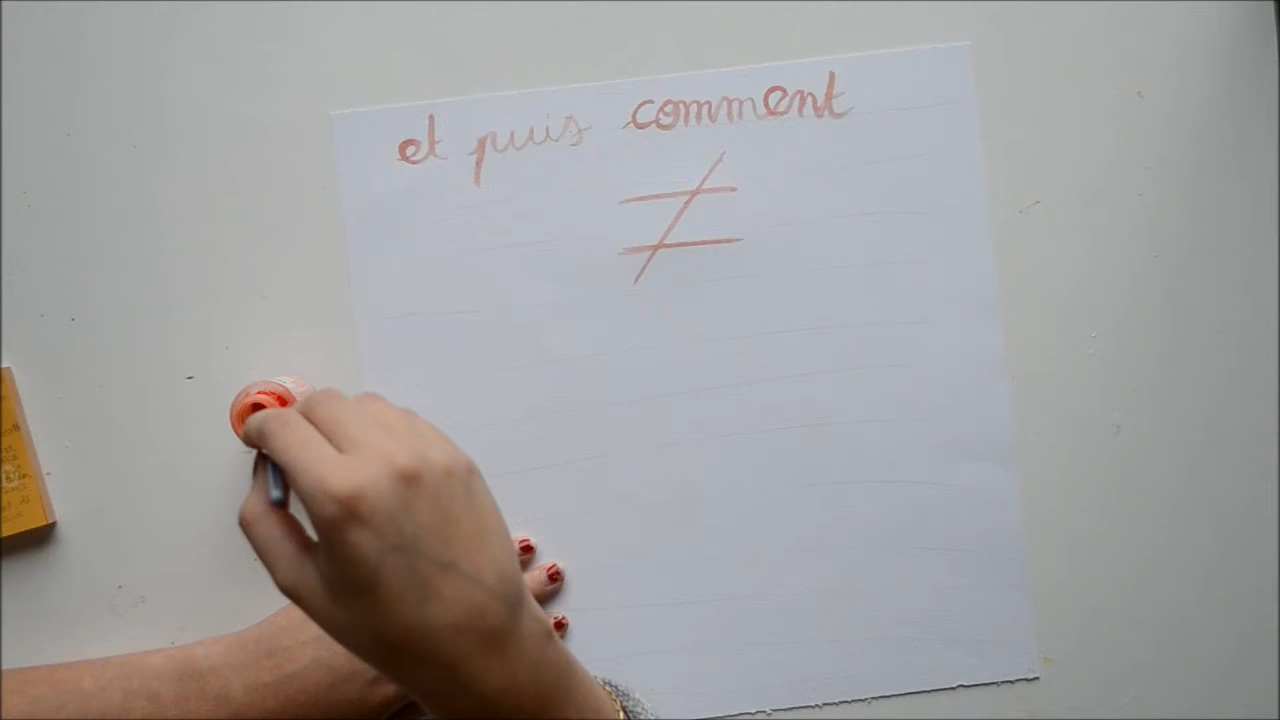 et puis comment
≠